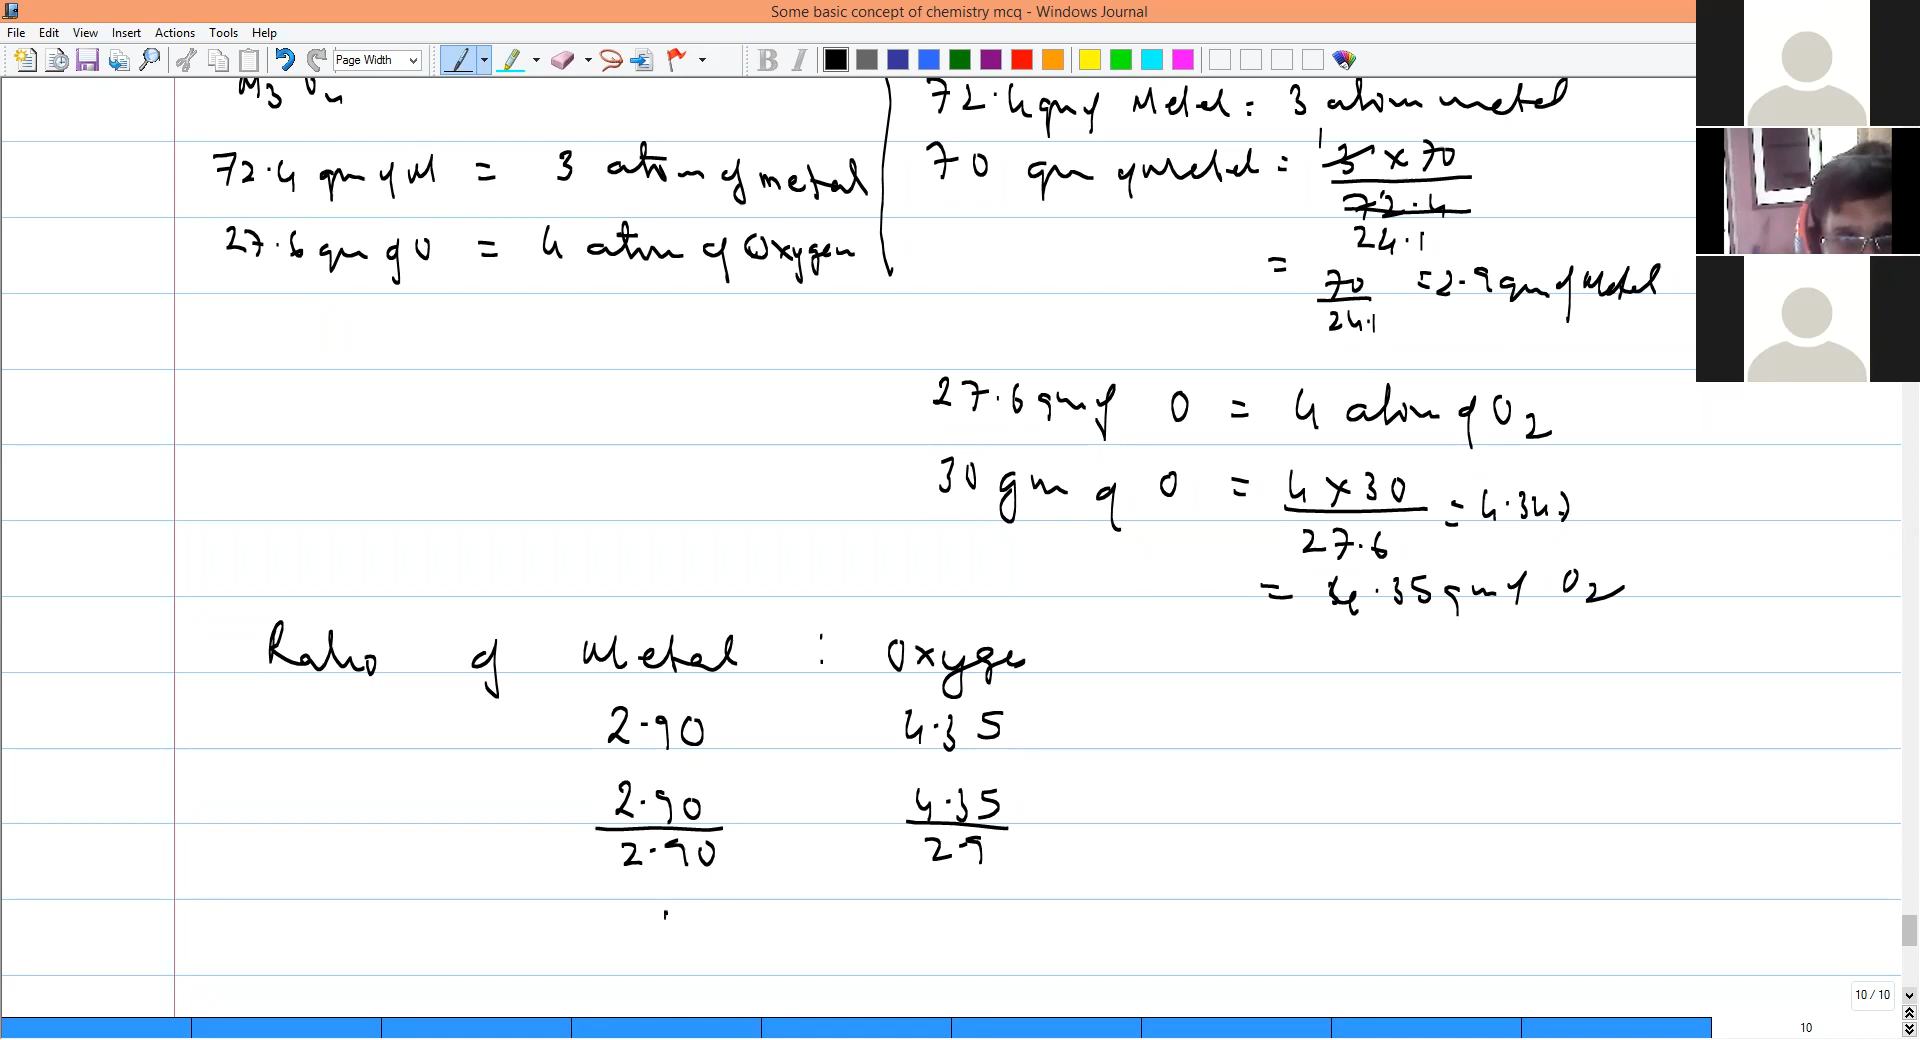 Some basic concept of chemistry mcq - Windows Journal
File Edit View Insert Actions Tools Help
Page Width
B I
M3 O4
72.4 gm of M = 3 atom of metal
27.6 gm of O = 4 atom of Oxygen
72.4 gm of Metal = 3 atom metal
70 gm of Metal = 3 x 70
72.4
24.1
1
= 70 = 2.9 gm of Metal
24.1
27.6 gm of O = 4 atom of O2
30 gm of O = 4 x 30 = 4.347
27.6
= 4.35 gm of O2
Ratio of Metal : Oxygen
2.90 4.35
2.90 4.35
2.90 2.9
10 / 10
10